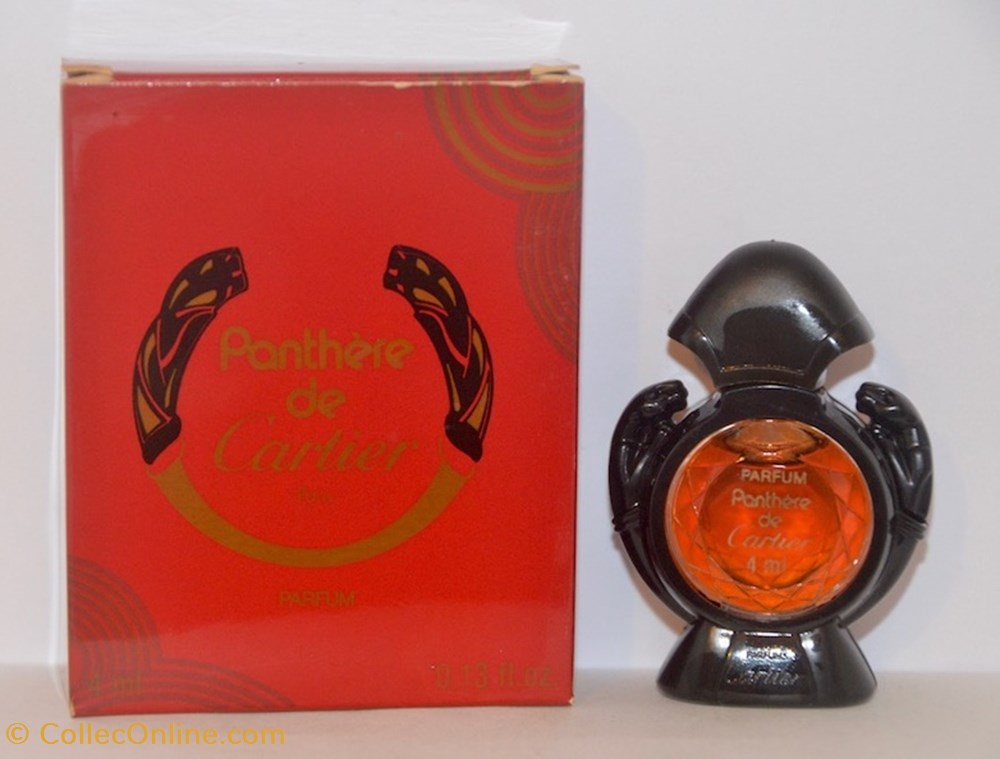 Panthère
de
Cartier
Paris
PARFUM
4 ml
0.13 fl.oz.
PARFUM
Panthère
de
Cartier
4 ml
PARFUMS
Cartier
© CollecOnline.com